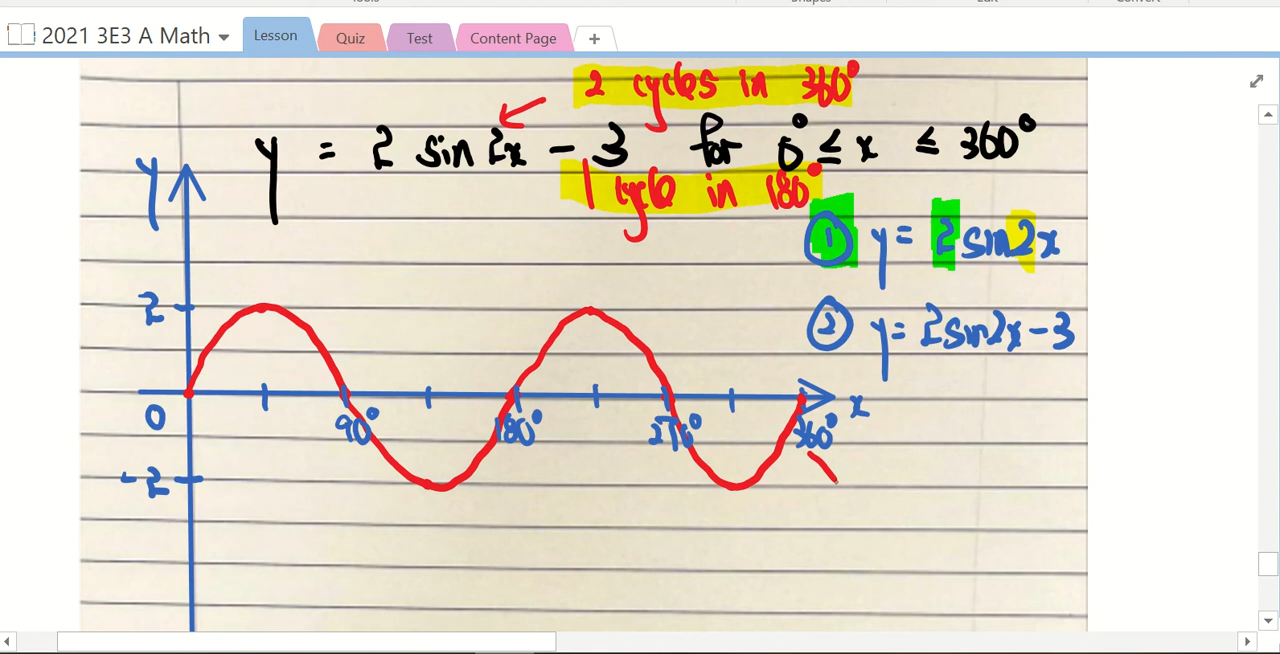 2021 3E3 A Math
Lesson
Quiz
Test
Content Page
+
2 cycles in 360°
y = 2 sin 2x - 3 for 0° ≤ x ≤ 360°
1 cycle in 180°
y
① y = 2 sin 2x
② y = 2 sin 2x - 3
2
0
90°
180°
270°
360°
x
-2